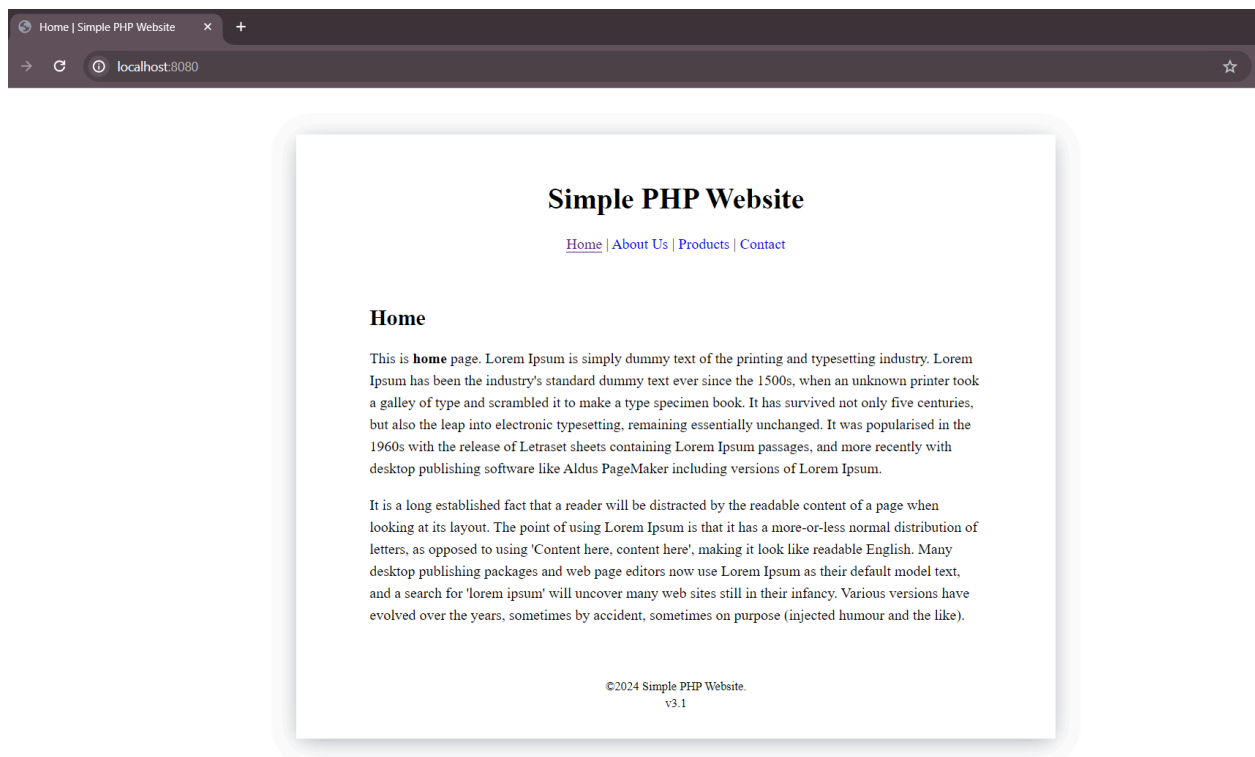 Home | Simple PHP Website
localhost:8080
Simple PHP Website
Home | About Us | Products | Contact
Home
This is home page. Lorem Ipsum is simply dummy text of the printing and typesetting industry. Lorem
Ipsum has been the industry's standard dummy text ever since the 1500s, when an unknown printer took
a galley of type and scrambled it to make a type specimen book. It has survived not only five centuries,
but also the leap into electronic typesetting, remaining essentially unchanged. It was popularised in the
1960s with the release of Letraset sheets containing Lorem Ipsum passages, and more recently with
desktop publishing software like Aldus PageMaker including versions of Lorem Ipsum.
It is a long established fact that a reader will be distracted by the readable content of a page when
looking at its layout. The point of using Lorem Ipsum is that it has a more-or-less normal distribution of
letters, as opposed to using 'Content here, content here', making it look like readable English. Many
desktop publishing packages and web page editors now use Lorem Ipsum as their default model text,
and a search for 'lorem ipsum' will uncover many web sites still in their infancy. Various versions have
evolved over the years, sometimes by accident, sometimes on purpose (injected humour and the like).
©2024 Simple PHP Website.
v3.1